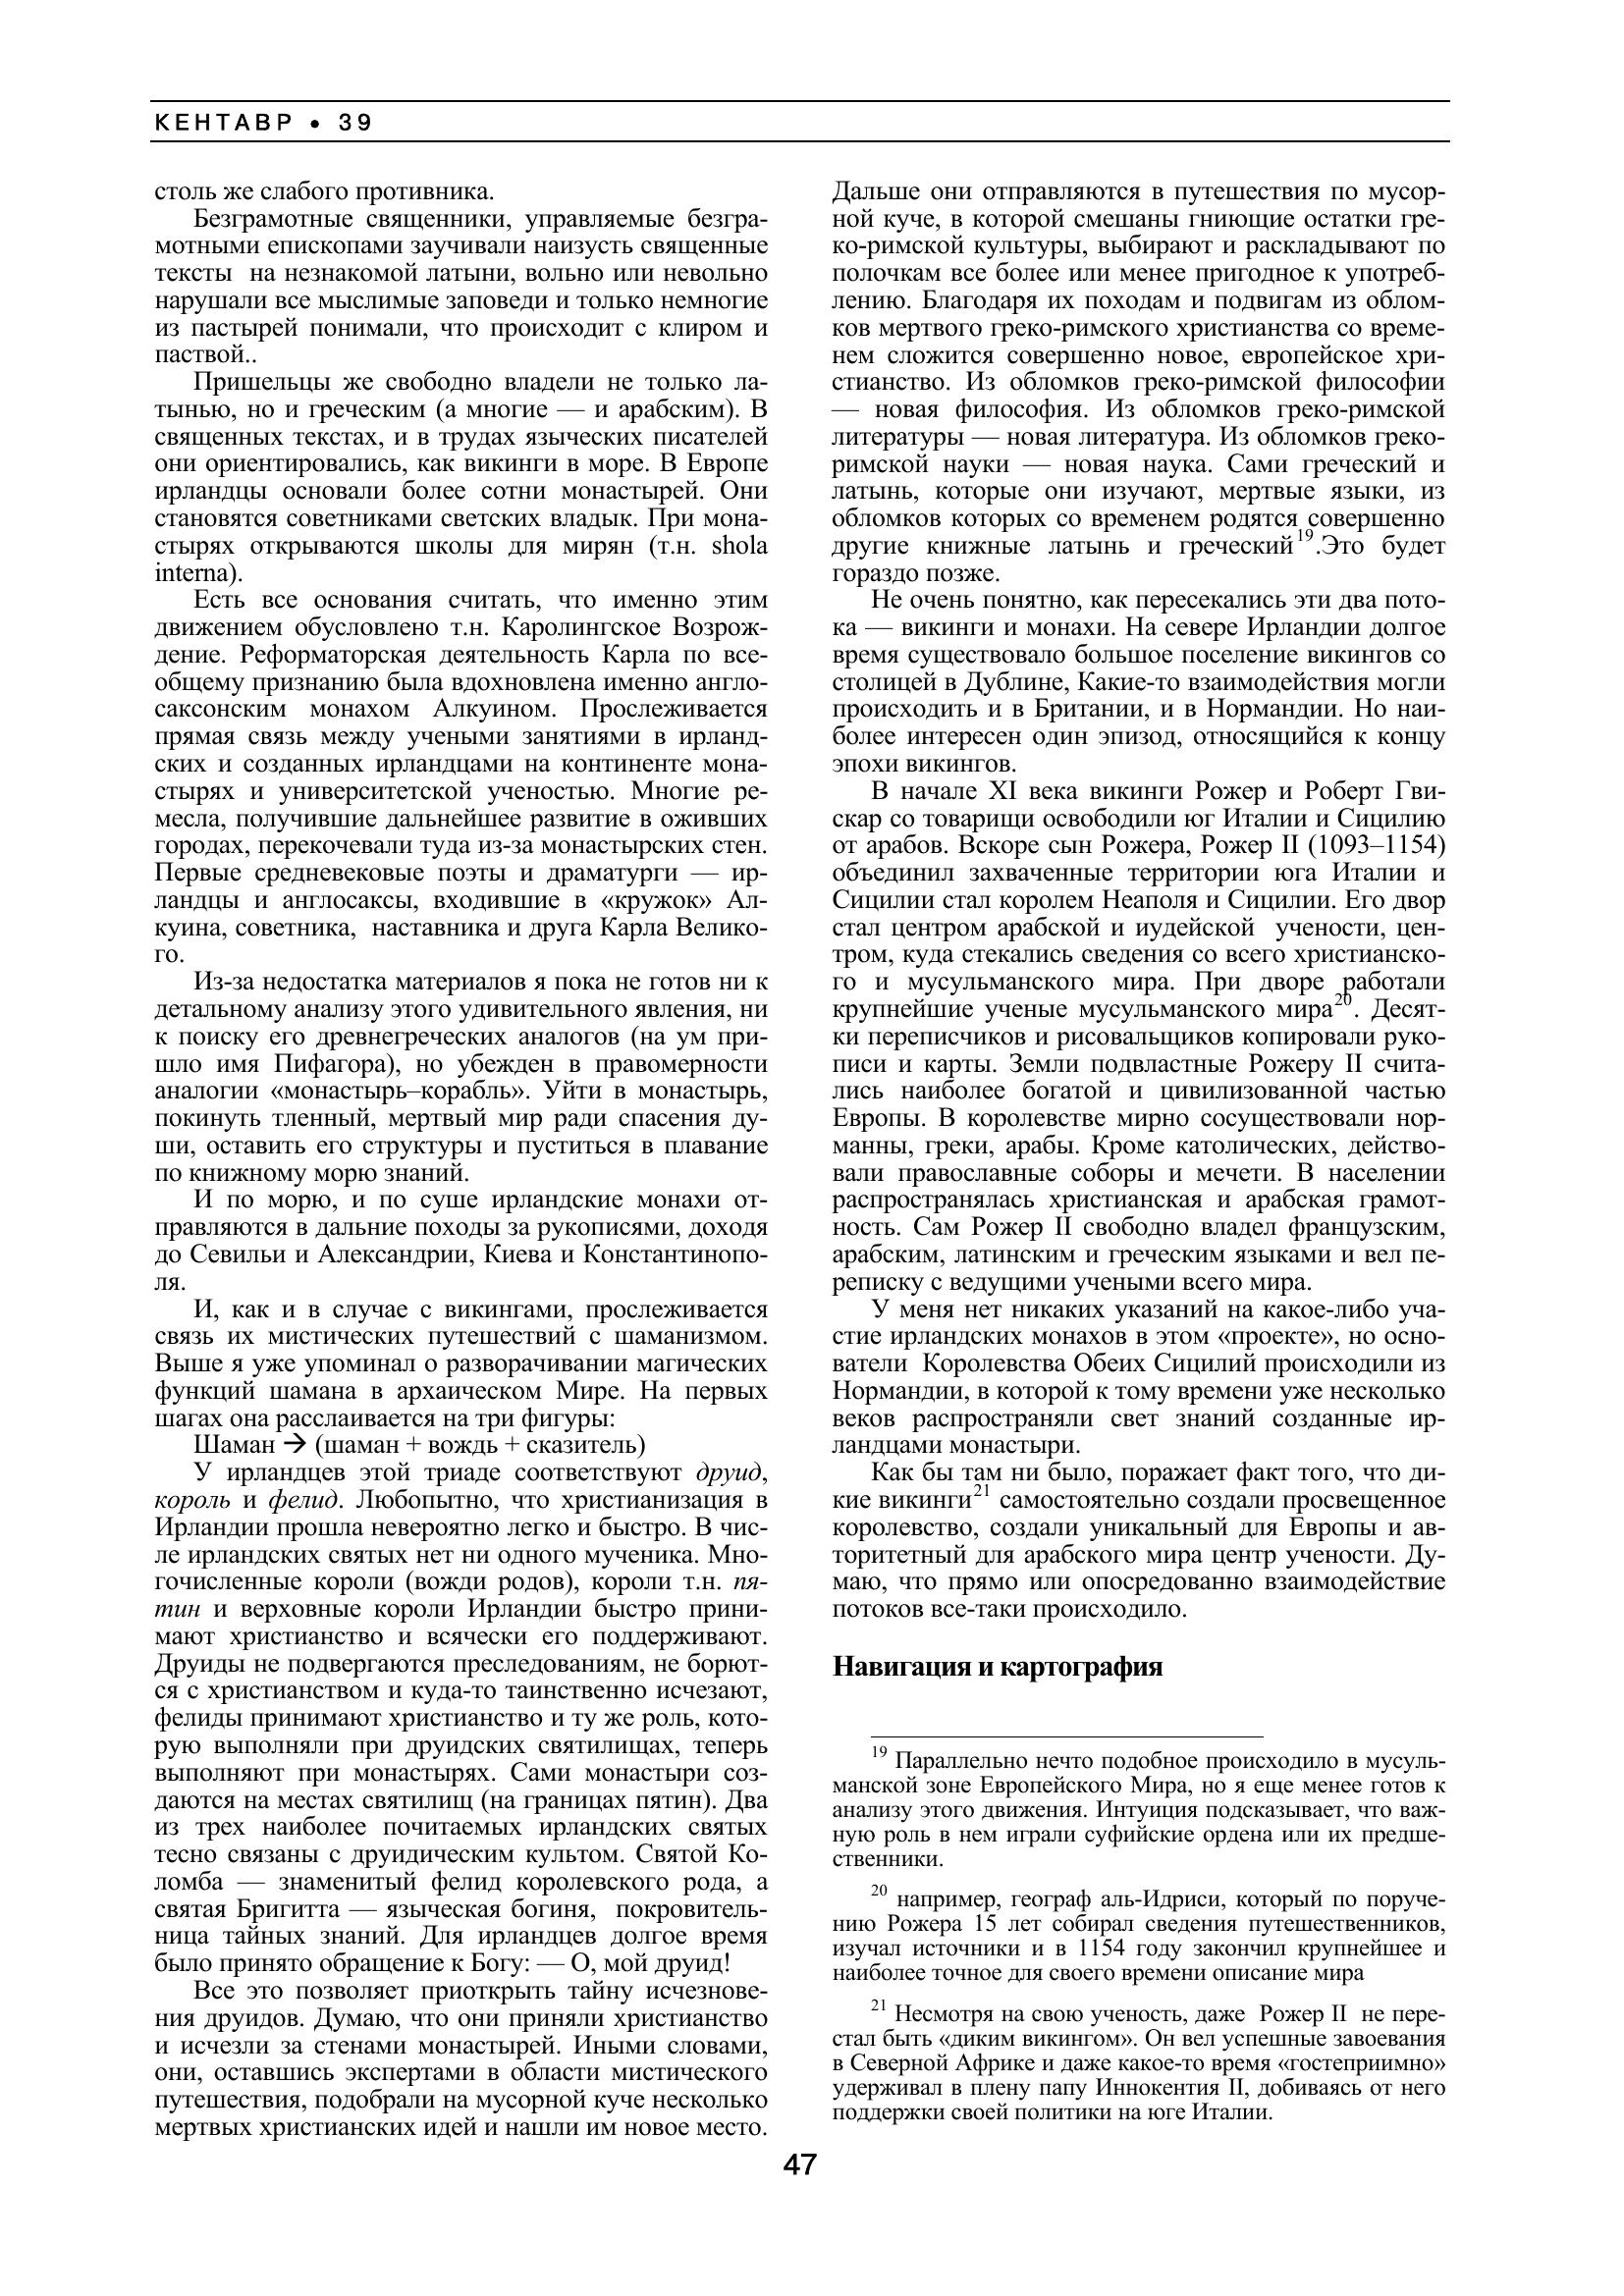 КЕНТАВР • 39
столь же слабого противника.
Безграмотные священники, управляемые безгра-
мотными епископами заучивали наизусть священные
тексты на незнакомой латыни, вольно или невольно
нарушали все мыслимые заповеди и только немногие
из пастырей понимали, что происходит с клиром и
паствой..
Пришельцы же свободно владели не только ла-
тынью, но и греческим (а многие — и арабским). В
священных текстах, и в трудах языческих писателей
они ориентировались, как викинги в море. В Европе
ирландцы основали более сотни монастырей. Они
становятся советниками светских владык. При мона-
стырях открываются школы для мирян (т.н. shola
interna).
Есть все основания считать, что именно этим
движением обусловлено т.н. Каролингское Возрож-
дение. Реформаторская деятельность Карла по все-
общему признанию была вдохновлена именно англо-
саксонским монахом Алкуином. Прослеживается
прямая связь между учеными занятиями в ирланд-
ских и созданных ирландцами на континенте мона-
стырях и университетской ученостью. Многие ре-
месла, получившие дальнейшее развитие в оживших
городах, перекочевали туда из-за монастырских стен.
Первые средневековые поэты и драматурги — ир-
ландцы и англосаксы, входившие в «кружок» Ал-
куина, советника, наставника и друга Карла Велико-
го.
Из-за недостатка материалов я пока не готов ни к
детальному анализу этого удивительного явления, ни
к поиску его древнегреческих аналогов (на ум при-
шло имя Пифагора), но убежден в правомерности
аналогии «монастырь–корабль». Уйти в монастырь,
покинуть тленный, мертвый мир ради спасения ду-
ши, оставить его структуры и пуститься в плавание
по книжному морю знаний.
И по морю, и по суше ирландские монахи от-
правляются в дальние походы за рукописями, доходя
до Севильи и Александрии, Киева и Константинопо-
ля.
И, как и в случае с викингами, прослеживается
связь их мистических путешествий с шаманизмом.
Выше я уже упоминал о разворачивании магических
функций шамана в архаическом Мире. На первых
шагах она расслаивается на три фигуры:
Шаман → (шаман + вождь + сказитель)
У ирландцев этой триаде соответствуют друид,
король и фелид. Любопытно, что христианизация в
Ирландии прошла невероятно легко и быстро. В чис-
ле ирландских святых нет ни одного мученика. Мно-
гочисленные короли (вожди родов), короли т.н. пя-
тин и верховные короли Ирландии быстро прини-
мают христианство и всячески его поддерживают.
Друиды не подвергаются преследованиям, не борют-
ся с христианством и куда-то таинственно исчезают,
фелиды принимают христианство и ту же роль, кото-
рую выполняли при друидских святилищах, теперь
выполняют при монастырях. Сами монастыри соз-
даются на местах святилищ (на границах пятин). Два
из трех наиболее почитаемых ирландских святых
тесно связаны с друидическим культом. Святой Ко-
ломба — знаменитый фелид королевского рода, а
святая Бригитта — языческая богиня, покровитель-
ница тайных знаний. Для ирландцев долгое время
было принято обращение к Богу: — О, мой друид!
Все это позволяет приоткрыть тайну исчезнове-
ния друидов. Думаю, что они приняли христианство
и исчезли за стенами монастырей. Иными словами,
они, оставшись экспертами в области мистического
путешествия, подобрали на мусорной куче несколько
мертвых христианских идей и нашли им новое место.
Дальше они отправляются в путешествия по мусор-
ной куче, в которой смешаны гниющие остатки гре-
ко-римской культуры, выбирают и раскладывают по
полочкам все более или менее пригодное к употреб-
лению. Благодаря их походам и подвигам из облом-
ков мертвого греко-римского христианства со време-
нем сложится совершенно новое, европейское хри-
стианство. Из обломков греко-римской философии
— новая философия. Из обломков греко-римской
литературы — новая литература. Из обломков греко-
римской науки — новая наука. Сами греческий и
латынь, которые они изучают, мертвые языки, из
обломков которых со временем родятся совершенно
другие книжные латынь и греческий19.Это будет
гораздо позже.
Не очень понятно, как пересекались эти два пото-
ка — викинги и монахи. На севере Ирландии долгое
время существовало большое поселение викингов со
столицей в Дублине, Какие-то взаимодействия могли
происходить и в Британии, и в Нормандии. Но наи-
более интересен один эпизод, относящийся к концу
эпохи викингов.
В начале XI века викинги Рожер и Роберт Гви-
скар со товарищи освободили юг Италии и Сицилию
от арабов. Вскоре сын Рожера, Рожер II (1093–1154)
объединил захваченные территории юга Италии и
Сицилии стал королем Неаполя и Сицилии. Его двор
стал центром арабской и иудейской учености, цен-
тром, куда стекались сведения со всего христианско-
го и мусульманского мира. При дворе работали
крупнейшие ученые мусульманского мира20. Десят-
ки переписчиков и рисовальщиков копировали руко-
писи и карты. Земли подвластные Рожеру II счита-
лись наиболее богатой и цивилизованной частью
Европы. В королевстве мирно сосуществовали нор-
манны, греки, арабы. Кроме католических, действо-
вали православные соборы и мечети. В населении
распространялась христианская и арабская грамот-
ность. Сам Рожер II свободно владел французским,
арабским, латинским и греческим языками и вел пе-
реписку с ведущими учеными всего мира.
У меня нет никаких указаний на какое-либо уча-
стие ирландских монахов в этом «проекте», но осно-
ватели Королевства Обеих Сицилий происходили из
Нормандии, в которой к тому времени уже несколько
веков распространяли свет знаний созданные ир-
ландцами монастыри.
Как бы там ни было, поражает факт того, что ди-
кие викинги21 самостоятельно создали просвещенное
королевство, создали уникальный для Европы и ав-
торитетный для арабского мира центр учености. Ду-
маю, что прямо или опосредованно взаимодействие
потоков все-таки происходило.
Навигация и картография
19 Параллельно нечто подобное происходило в мусуль-
манской зоне Европейского Мира, но я еще менее готов к
анализу этого движения. Интуиция подсказывает, что важ-
ную роль в нем играли суфийские ордена или их предше-
ственники.
20 например, географ аль-Идриси, который по поруче-
нию Рожера 15 лет собирал сведения путешественников,
изучал источники и в 1154 году закончил крупнейшее и
наиболее точное для своего времени описание мира
21 Несмотря на свою ученость, даже Рожер II не пере-
стал быть «диким викингом». Он вел успешные завоевания
в Северной Африке и даже какое-то время «гостеприимно»
удерживал в плену папу Иннокентия II, добиваясь от него
поддержки своей политики на юге Италии.
47